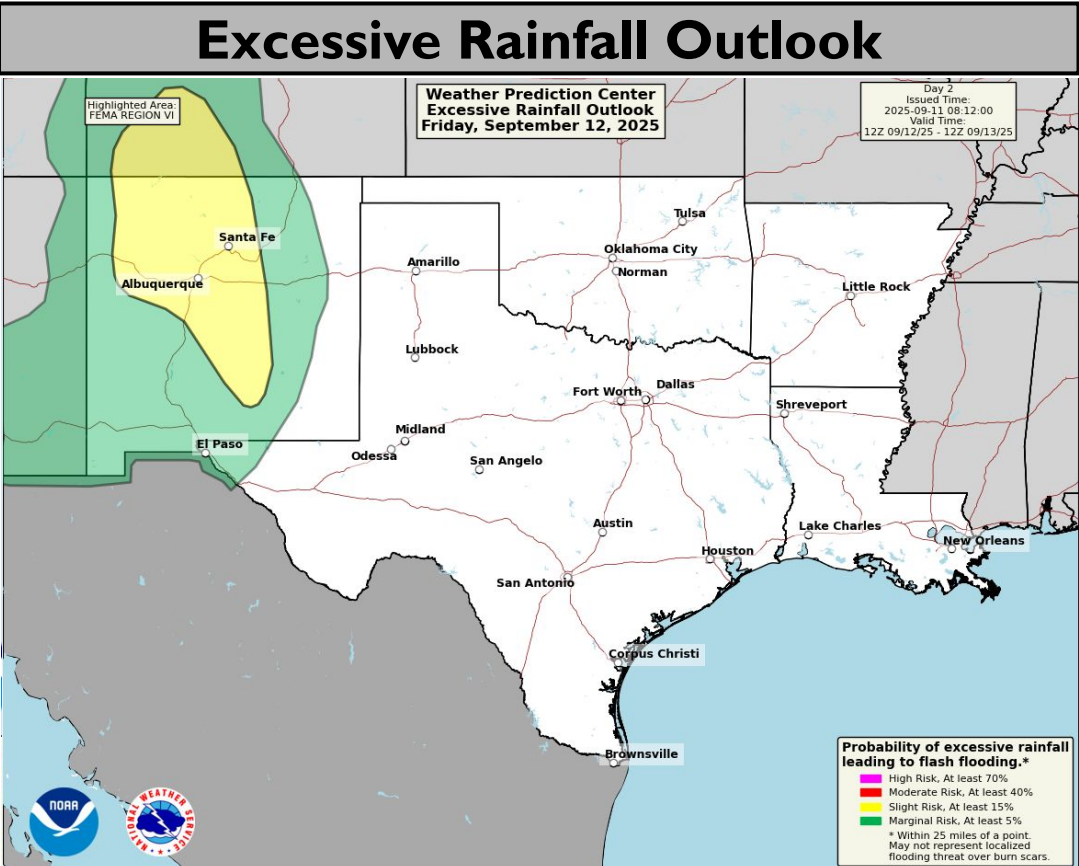 Excessive Rainfall Outlook
Highlighted Area:
FEMA REGION VI
Weather Prediction Center
Excessive Rainfall Outlook
Friday, September 12, 2025
Day 2
Issued Time:
2025-09-11 08:12:00
Valid Time:
12Z 09/12/25 - 12Z 09/13/25
Tulsa
Santa Fe
Oklahoma City
Amarillo
Norman
Albuquerque
Little Rock
Lubbock
Dallas
Fort Worth
Shreveport
Midland
El Paso
Odessa
San Angelo
Austin
Lake Charles
New Orleans
Houston
San Antonio
Corpus Christi
Brownsville
Probability of excessive rainfall
leading to flash flooding.*
High Risk, At least 70%
Moderate Risk, At least 40%
Slight Risk, At least 15%
Marginal Risk, At least 5%
* Within 25 miles of a point.
May not represent localized
flooding threat over burn scars.
NOAA
NATIONAL WEATHER SERVICE